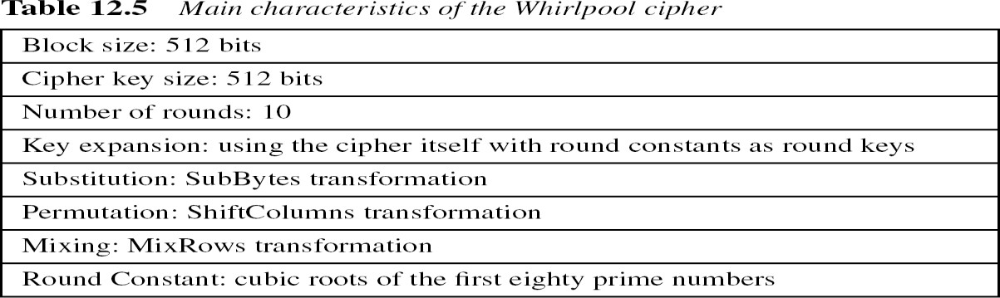 Table 12.5 Main characteristics of the Whirlpool cipher
Block size: 512 bits
Cipher key size: 512 bits
Number of rounds: 10
Key expansion: using the cipher itself with round constants as round keys
Substitution: SubBytes transformation
Permutation: ShiftColumns transformation
Mixing: MixRows transformation
Round Constant: cubic roots of the first eighty prime numbers